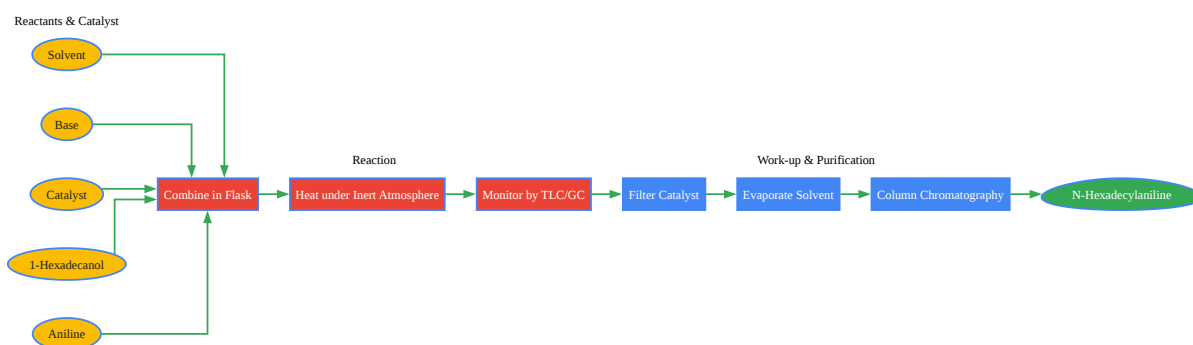 Reactants & Catalyst
Solvent
Base
Catalyst
1-Hexadecanol
Aniline
Combine in Flask
Reaction
Heat under Inert Atmosphere
Monitor by TLC/GC
Work-up & Purification
Filter Catalyst
Evaporate Solvent
Column Chromatography
N-Hexadecylaniline